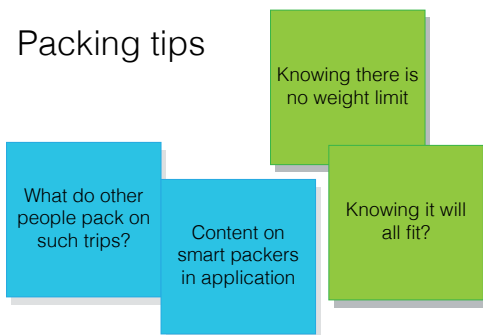 Packing tips
Knowing there is
no weight limit
What do other
people pack on
such trips?
Content on
smart packers
in application
Knowing it will
all fit?